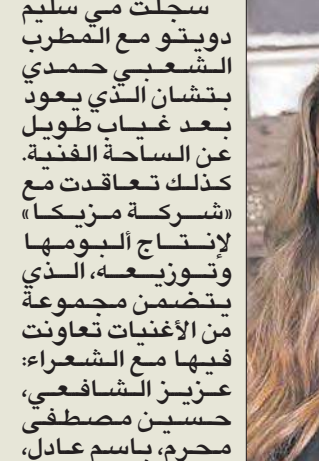 سجلت مي سليم
دويتو مع المطرب
الشعبي حمدي
بتشان الذي يعود
بعد غياب طويل
عن الساحة الفنية.
كذلك تعاقدت مع
«شركة مزيكا»
لإنتاج ألبومها
وتوزيعه، الذي
يتضمن مجموعة
من الأغنيات تعاونت
فيها مع الشعراء:
عزيز الشافعي،
حسين مصطفى
محرم، باسم عادل،